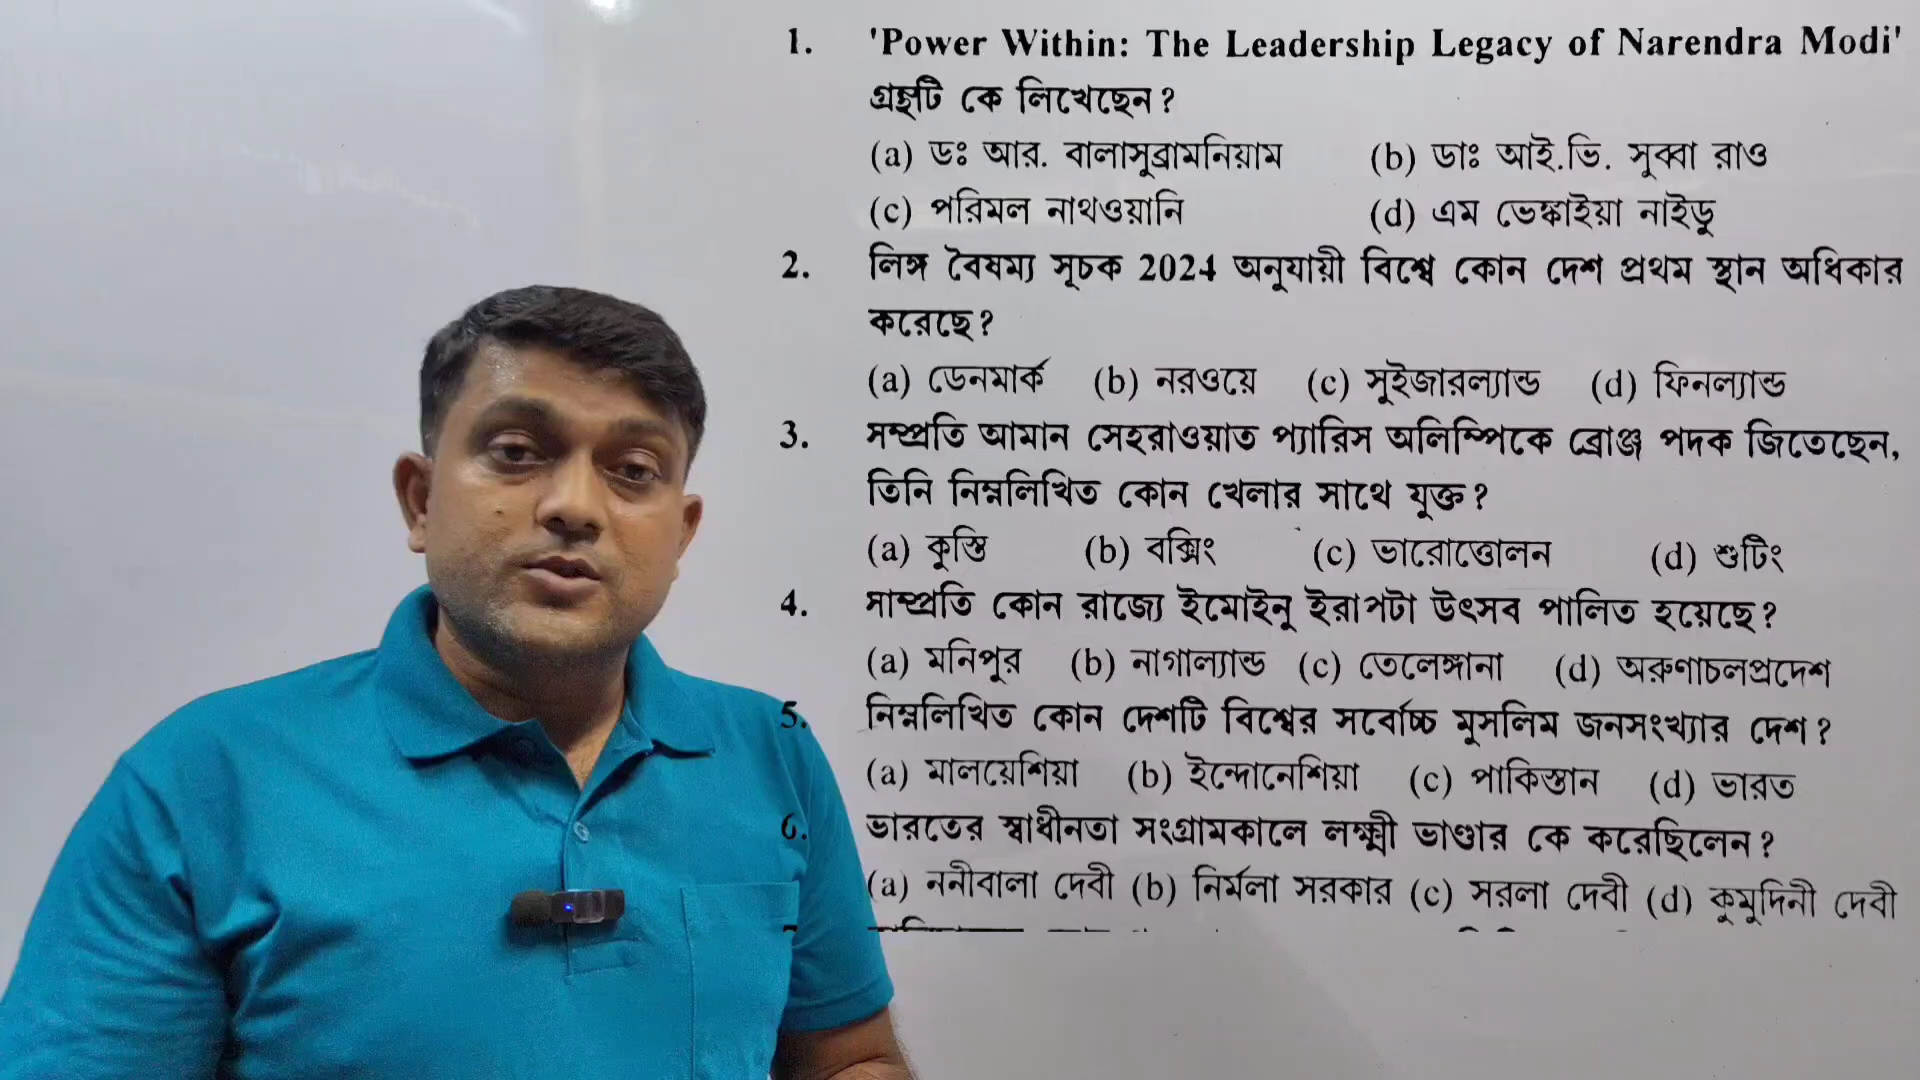 1. 'Power Within: The Leadership Legacy of Narendra Modi'
গ্রন্থটি কে লিখেছেন?
(a) ডঃ আর. বালাসুব্রামনিয়াম (b) ডাঃ আই.ভি. সুব্বা রাও
(c) পরিমল নাথওয়ানি (d) এম ভেঙ্কাইয়া নাইডু
2. লিঙ্গ বৈষম্য সূচক 2024 অনুযায়ী বিশ্বে কোন দেশ প্রথম স্থান অধিকার
করেছে?
(a) ডেনমার্ক (b) নরওয়ে (c) সুইজারল্যান্ড (d) ফিনল্যান্ড
3. সম্প্রতি আমান সেহরাওয়াত প্যারিস অলিম্পিকে ব্রোঞ্জ পদক জিতেছেন,
তিনি নিম্নলিখিত কোন খেলার সাথে যুক্ত?
(a) কুস্তি (b) বক্সিং (c) ভারোত্তোলন (d) শুটিং
4. সাম্প্রতি কোন রাজ্যে ইমোইনু ইরাপটা উৎসব পালিত হয়েছে?
(a) মনিপুর (b) নাগাল্যান্ড (c) তেলেঙ্গানা (d) অরুণাচলপ্রদেশ
5. নিম্নলিখিত কোন দেশটি বিশ্বের সর্বোচ্চ মুসলিম জনসংখ্যার দেশ?
(a) মালয়েশিয়া (b) ইন্দোনেশিয়া (c) পাকিস্তান (d) ভারত
6. ভারতের স্বাধীনতা সংগ্রামকালে লক্ষ্মী ভাণ্ডার কে করেছিলেন?
(a) ননীবালা দেবী (b) নির্মলা সরকার (c) সরলা দেবী (d) কুমুদিনী দেবী